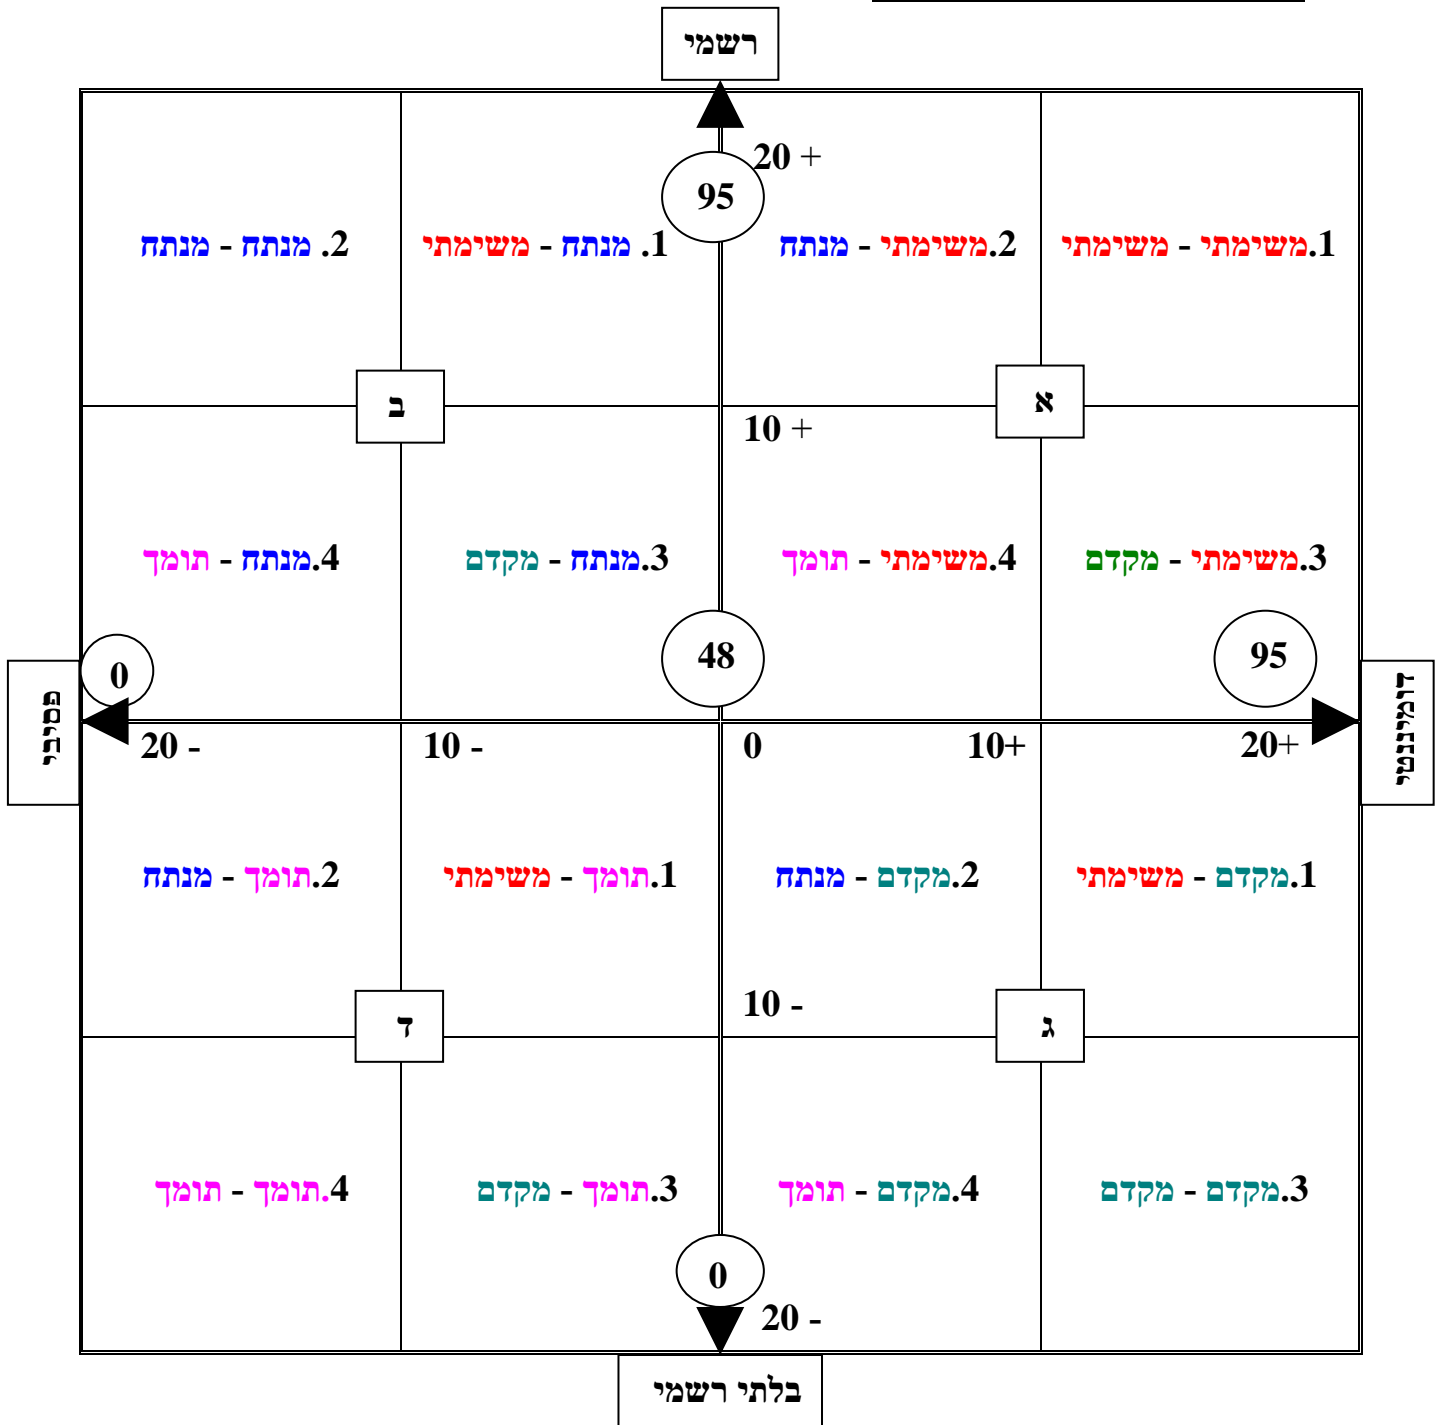 רשמי
20 +
95
1.משימתי - משימתי
2.משימתי - מנתח
1. מנתח - משימתי
2. מנתח - מנתח
א
ב
10 +
3.משימתי - מקדם
4.משימתי - תומך
3.מנתח - מקדם
4.מנתח - תומך
95
48
0
דומיננטי
פסיבי
20+
10+
0
10 -
20 -
1.מקדם - משימתי
2.מקדם - מנתח
1.תומך - משימתי
2.תומך - מנתח
10 -
ג
ד
3.מקדם - מקדם
4.מקדם - תומך
3.תומך - מקדם
4.תומך - תומך
0
20 -
בלתי רשמי